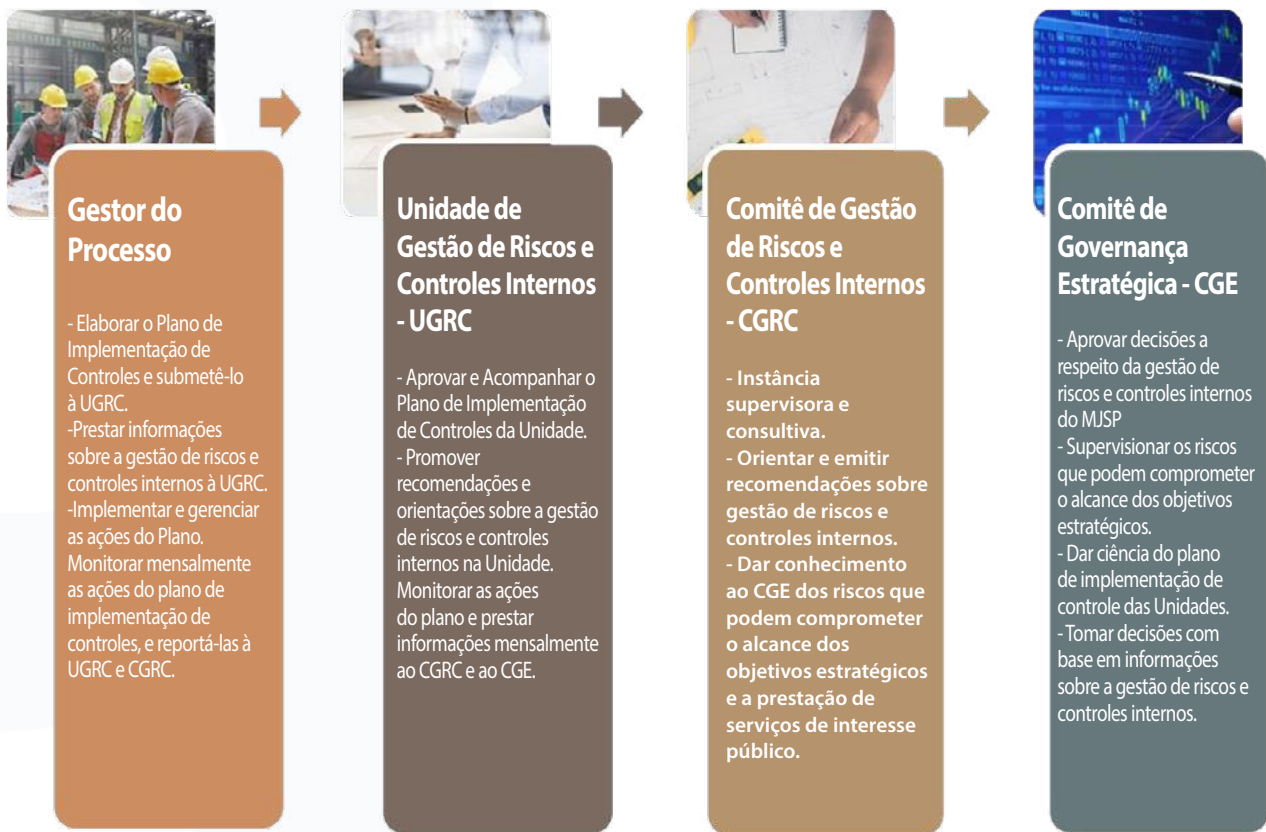 Gestor do
Processo
- Elaborar o Plano de
Implementação de
Controles e submetê-lo
à UGRC.
-Prestar informações
sobre a gestão de riscos e
controles internos à UGRC.
-Implementar e gerenciar
as ações do Plano.
Monitorar mensalmente
as ações do plano de
implementação de
controles, e reportá-las à
UGRC e CGRC.
Unidade de
Gestão de Riscos e
Controles Internos
- UGRC
- Aprovar e Acompanhar o
Plano de Implementação
de Controles da Unidade.
- Promover
recomendações e
orientações sobre a gestão
de riscos e controles
internos na Unidade.
Monitorar as ações
do plano e prestar
informações mensalmente
ao CGRC e ao CGE.
Comitê de Gestão
de Riscos e
Controles Internos
- CGRC
- Instância
supervisora e
consultiva.
- Orientar e emitir
recomendações sobre
gestão de riscos e
controles internos.
- Dar conhecimento
ao CGE dos riscos que
podem comprometer
o alcance dos
objetivos estratégicos
e a prestação de
serviços de interesse
público.
Comitê de
Governança
Estratégica - CGE
- Aprovar decisões a
respeito da gestão de
riscos e controles internos
do MJSP
- Supervisionar os riscos
que podem comprometer
o alcance dos objetivos
estratégicos.
- Dar ciência do plano
de implementação de
controle das Unidades.
- Tomar decisões com
base em informações
sobre a gestão de riscos e
controles internos.